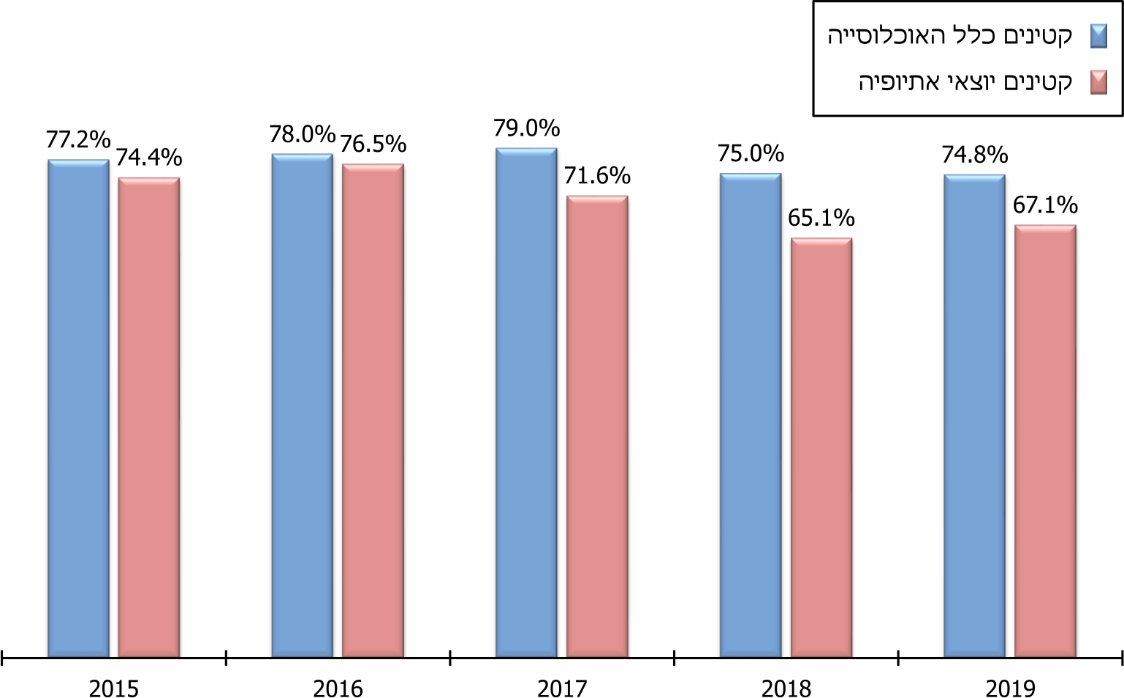 קטינים כלל האוכלוסייה
קטינים יוצאי אתיופיה
77.2% 74.4% 78.0% 76.5% 79.0% 71.6% 75.0% 65.1% 74.8% 67.1%
2015 2016 2017 2018 2019